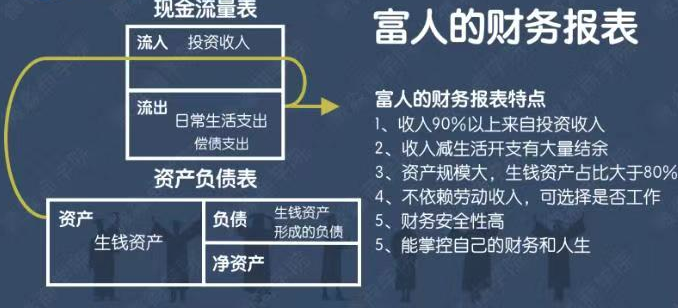 现金流量表
流入 投资收入
流出
日常生活支出
偿债支出
资产负债表
资产
生钱资产
负债
生钱资产
形成的负债
净资产
富人的财务报表
富人的财务报表特点
1、收入90%以上来自投资收入
2、收入减生活开支有大量结余
3、资产规模大，生钱资产占比大于80%
4、不依赖劳动收入，可选择是否工作
5、财务安全性高
5、能掌控自己的财务和人生